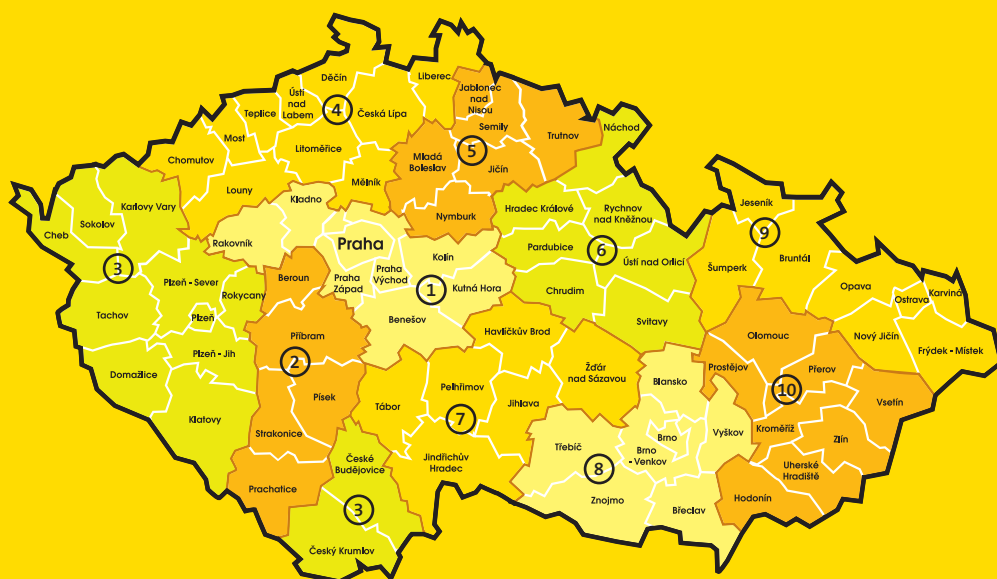 Děčín
Liberec
Ústí
nad
Labem
4
Česká Lípa
Jablonec
nad
Nisou
Teplice
Most
Semily
Trutnov
Náchod
Litoměřice
5
Chomutov
Mladá
Boleslav
Jičín
Louny
Mělník
Kladno
Jeseník
Karlovy Vary
Sokolov
Nymburk
Hradec Králové
Rychnov
nad Kněžnou
Cheb
Rakovník
Praha
9
3
Pardubice
6
Ústí nad Orlicí
Kolín
Bruntál
Šumperk
Plzeň - Sever
Rokycany
Beroun
Praha
Západ
Praha
Východ
1
Kutná Hora
Chrudim
Opava
Karviná
Ostrava
Tachov
Plzeň
Benešov
Svitavy
Příbram
Havlíčkův Brod
Olomouc
Nový Jičín
Frýdek - Místek
Plzeň - Jih
2
Domažlice
Žďár
nad Sázavou
Prostějov
Přerov
10
Pelhřimov
Blansko
Písek
Tábor
Jihlava
Vsetín
Klatovy
7
Kroměříž
Strakonice
Třebíč
Brno
Vyškov
Zlín
Brno
- Venkov
České
Budějovice
Jindřichův
Hradec
8
Uherské
Hradiště
Prachatice
Znojmo
Hodonín
3
Břeclav
Český Krumlov